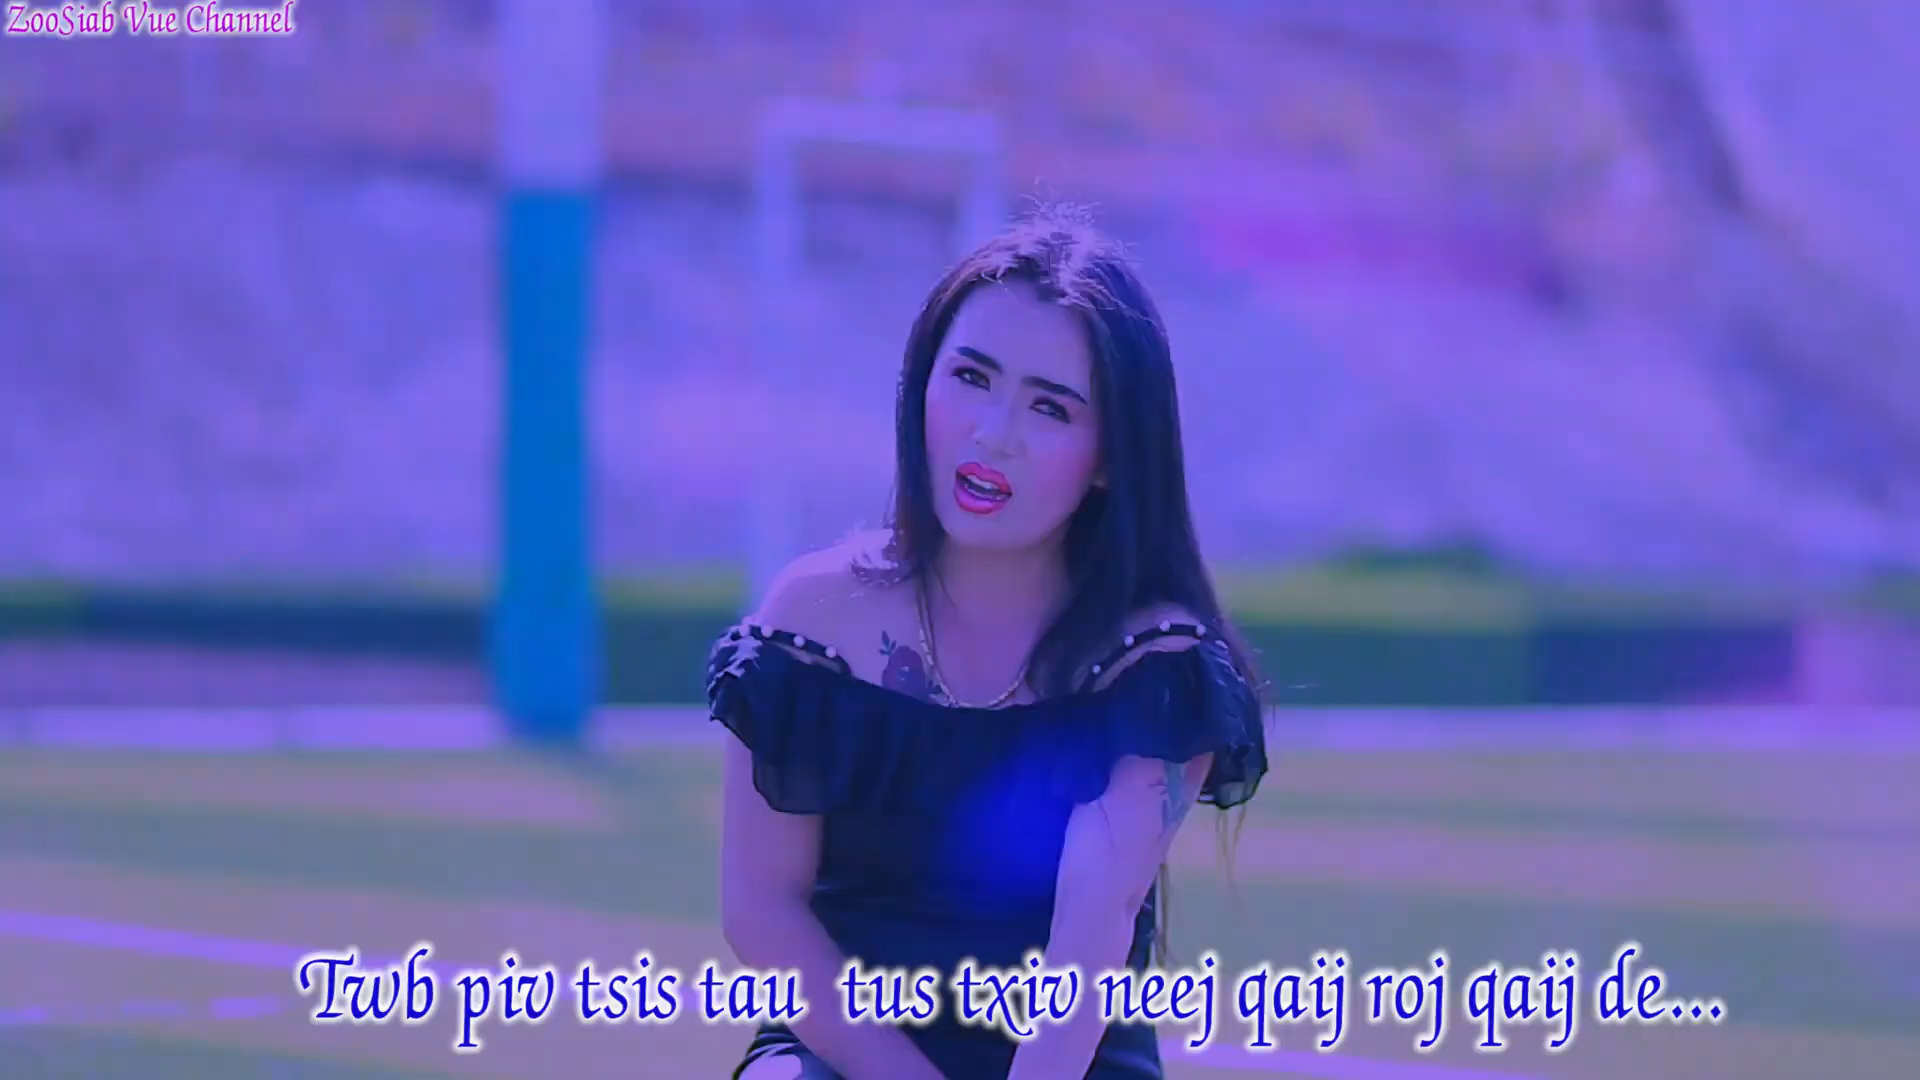 ZooSiab Vue Channel
Twb piv tsis tau tus txiv neej qaij roj qaij de...